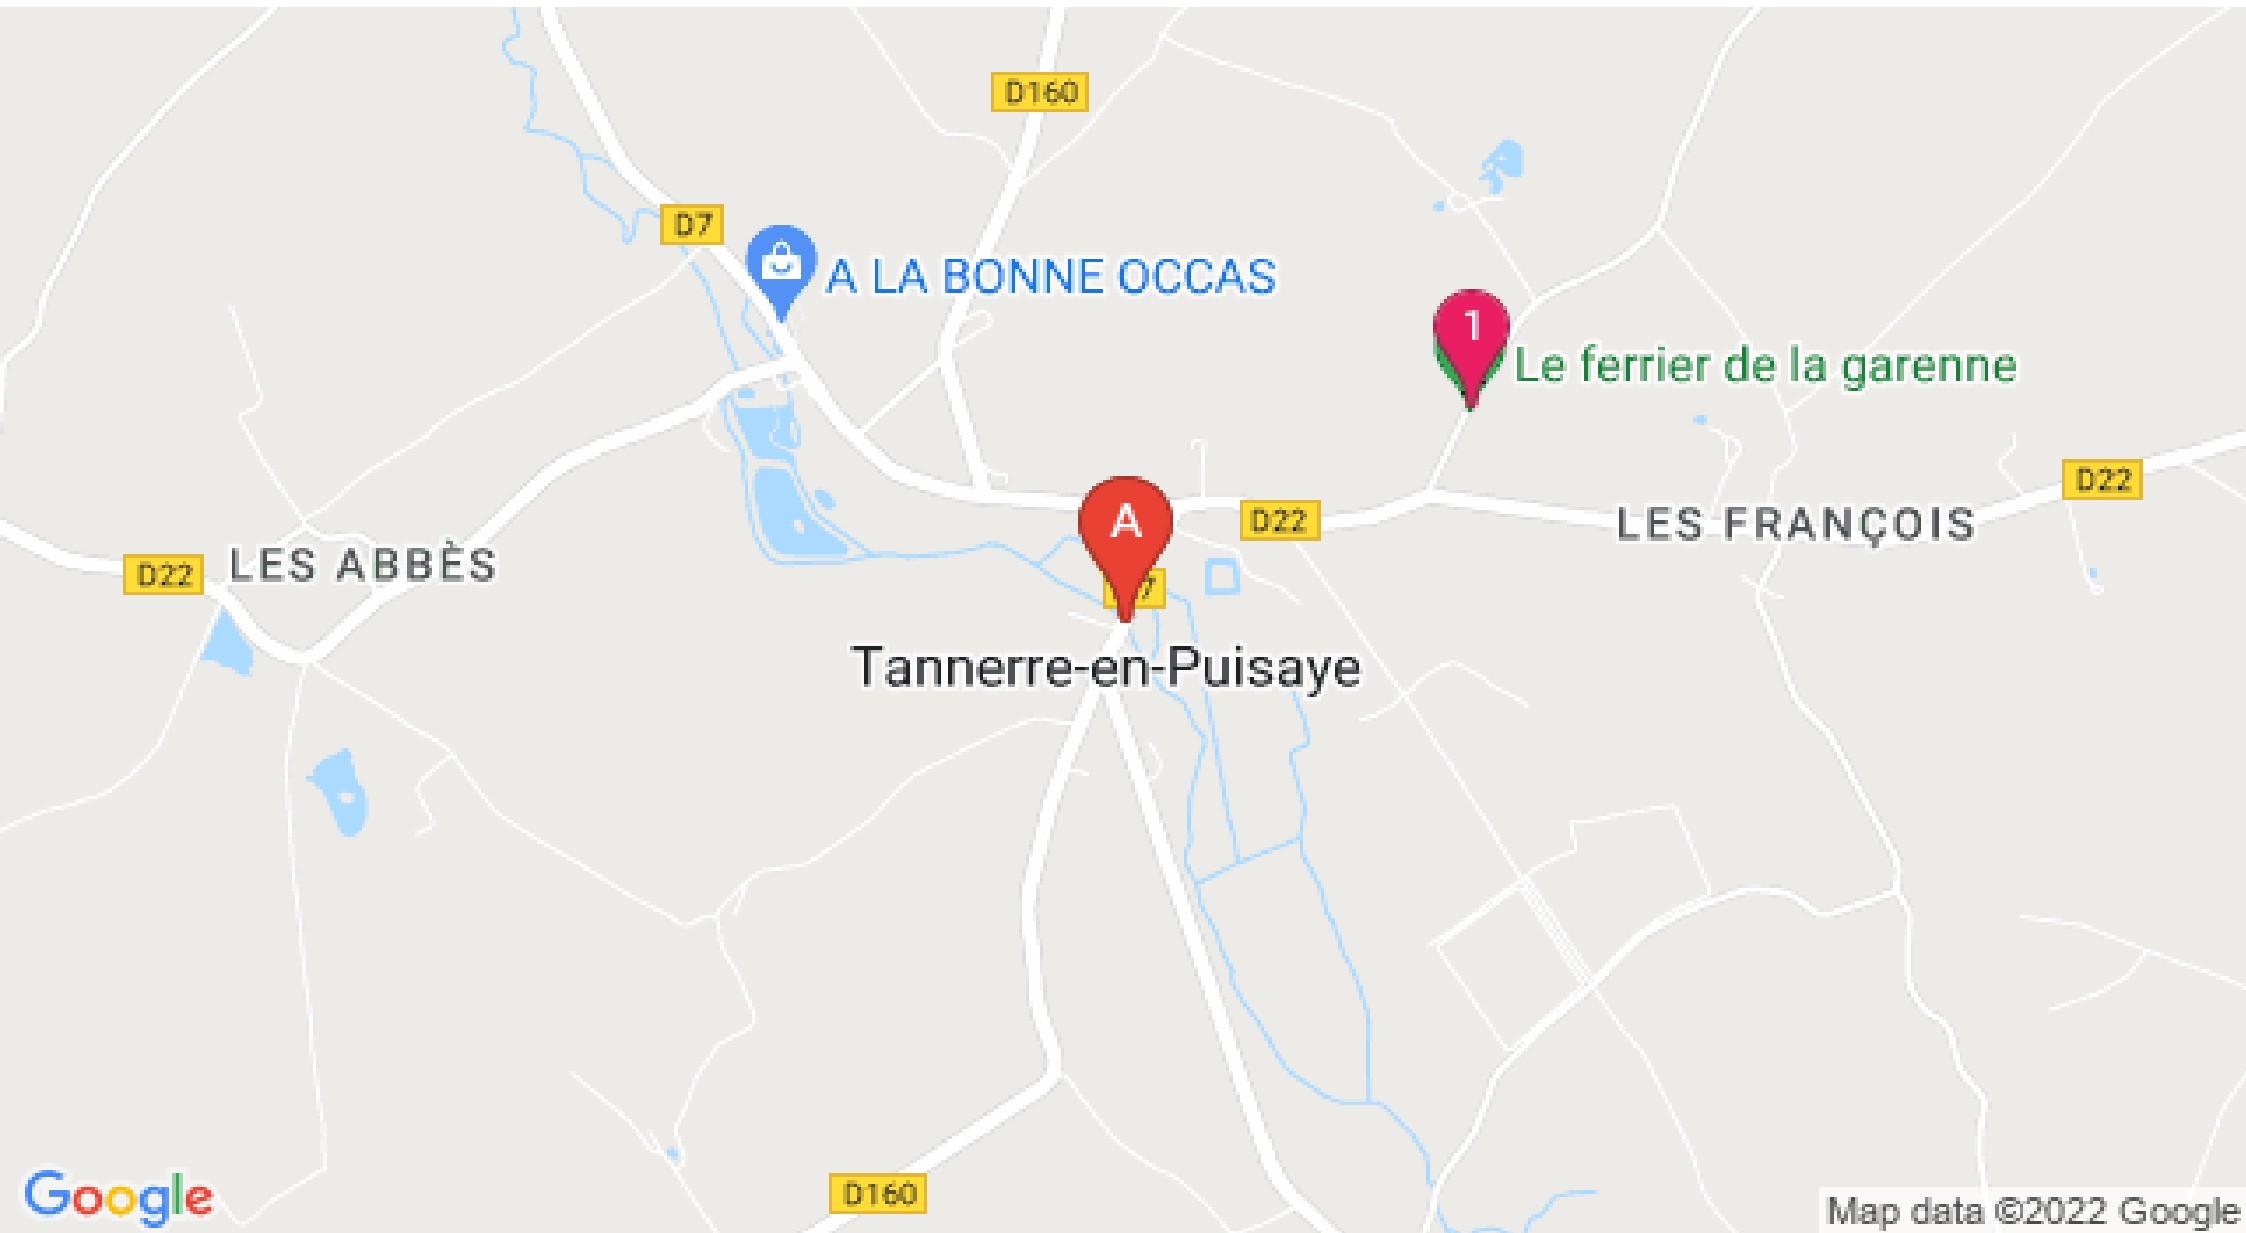 D160
D7
A LA BONNE OCCAS
1
Le ferrier de la garenne
D22
A
D22
LES FRANÇOIS
LES ABBÈS
D22
7
Tannerre-en-Puisaye
D160
Google
Map data ©2022 Google